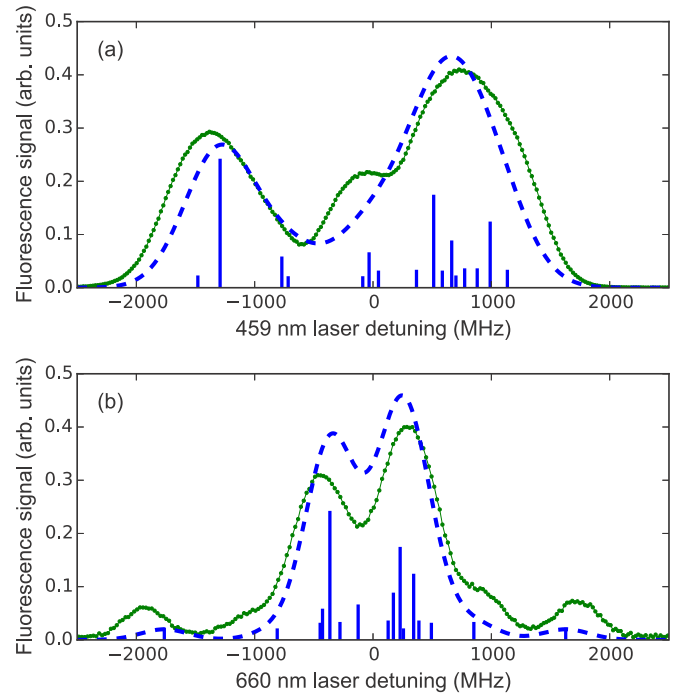 (a)
Fluorescence signal (arb. units)
0.5
0.4
0.3
0.2
0.1
0.0
−2000 −1000 0 1000 2000
459 nm laser detuning (MHz)
(b)
Fluorescence signal (arb. units)
0.5
0.4
0.3
0.2
0.1
0.0
−2000 −1000 0 1000 2000
660 nm laser detuning (MHz)